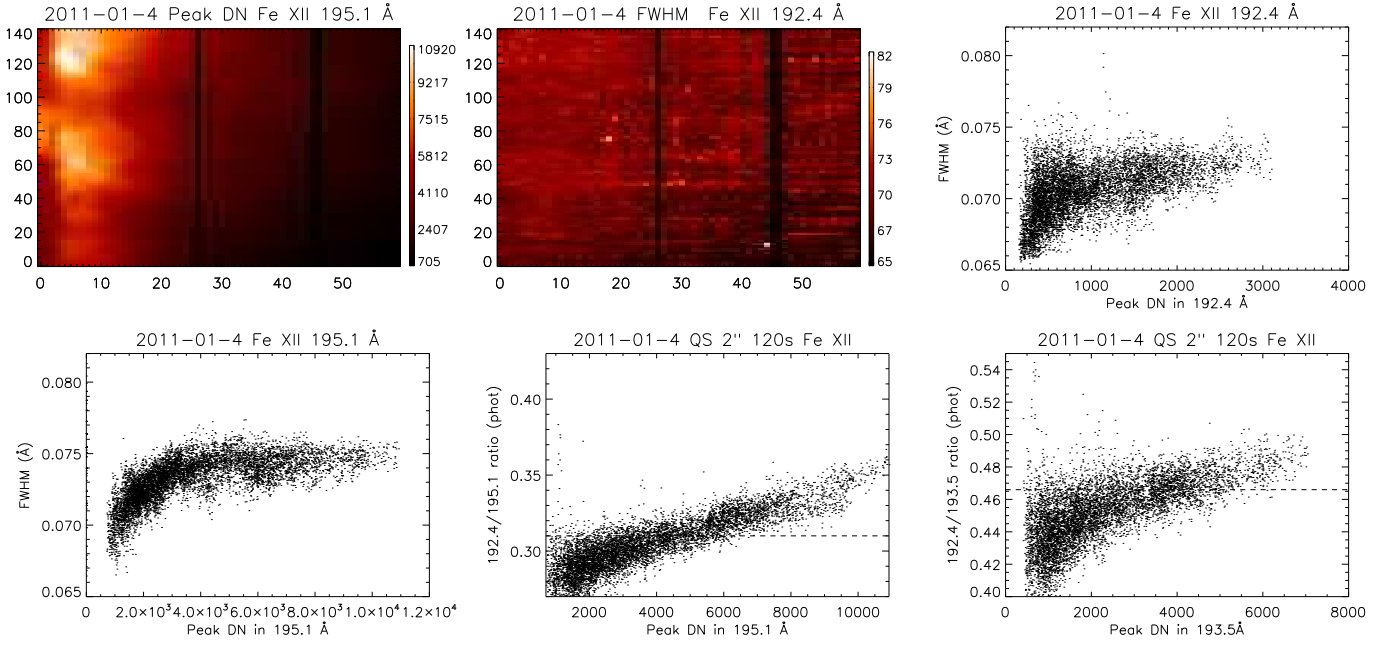 2011-01-4 Peak DN Fe XII 195.1 Å
140
120
100
80
60
40
20
0
0 10 20 30 40 50
10920
9217
7515
5812
4110
2407
705
2011-01-4 FWHM Fe XII 192.4 Å
140
120
100
80
60
40
20
0
0 10 20 30 40 50
82
79
76
73
70
67
65
2011-01-4 Fe XII 192.4 Å
FWHM (Å)
0.080
0.075
0.070
0.065
0 1000 2000 3000 4000
Peak DN in 192.4 Å
2011-01-4 Fe XII 195.1 Å
FWHM (Å)
0.080
0.075
0.070
0.065
0 2.0×10³ 4.0×10³ 6.0×10³ 8.0×10³ 1.0×10⁴ 1.2×10⁴
Peak DN in 195.1 Å
2011-01-4 QS 2" 120s Fe XII
192.4/195.1 ratio (phot)
0.40
0.35
0.30
2000 4000 6000 8000 10000
Peak DN in 195.1 Å
2011-01-4 QS 2" 120s Fe XII
192.4/193.5 ratio (phot)
0.54
0.52
0.50
0.48
0.46
0.44
0.42
0.40
0 2000 4000 6000 8000
Peak DN in 193.5Å